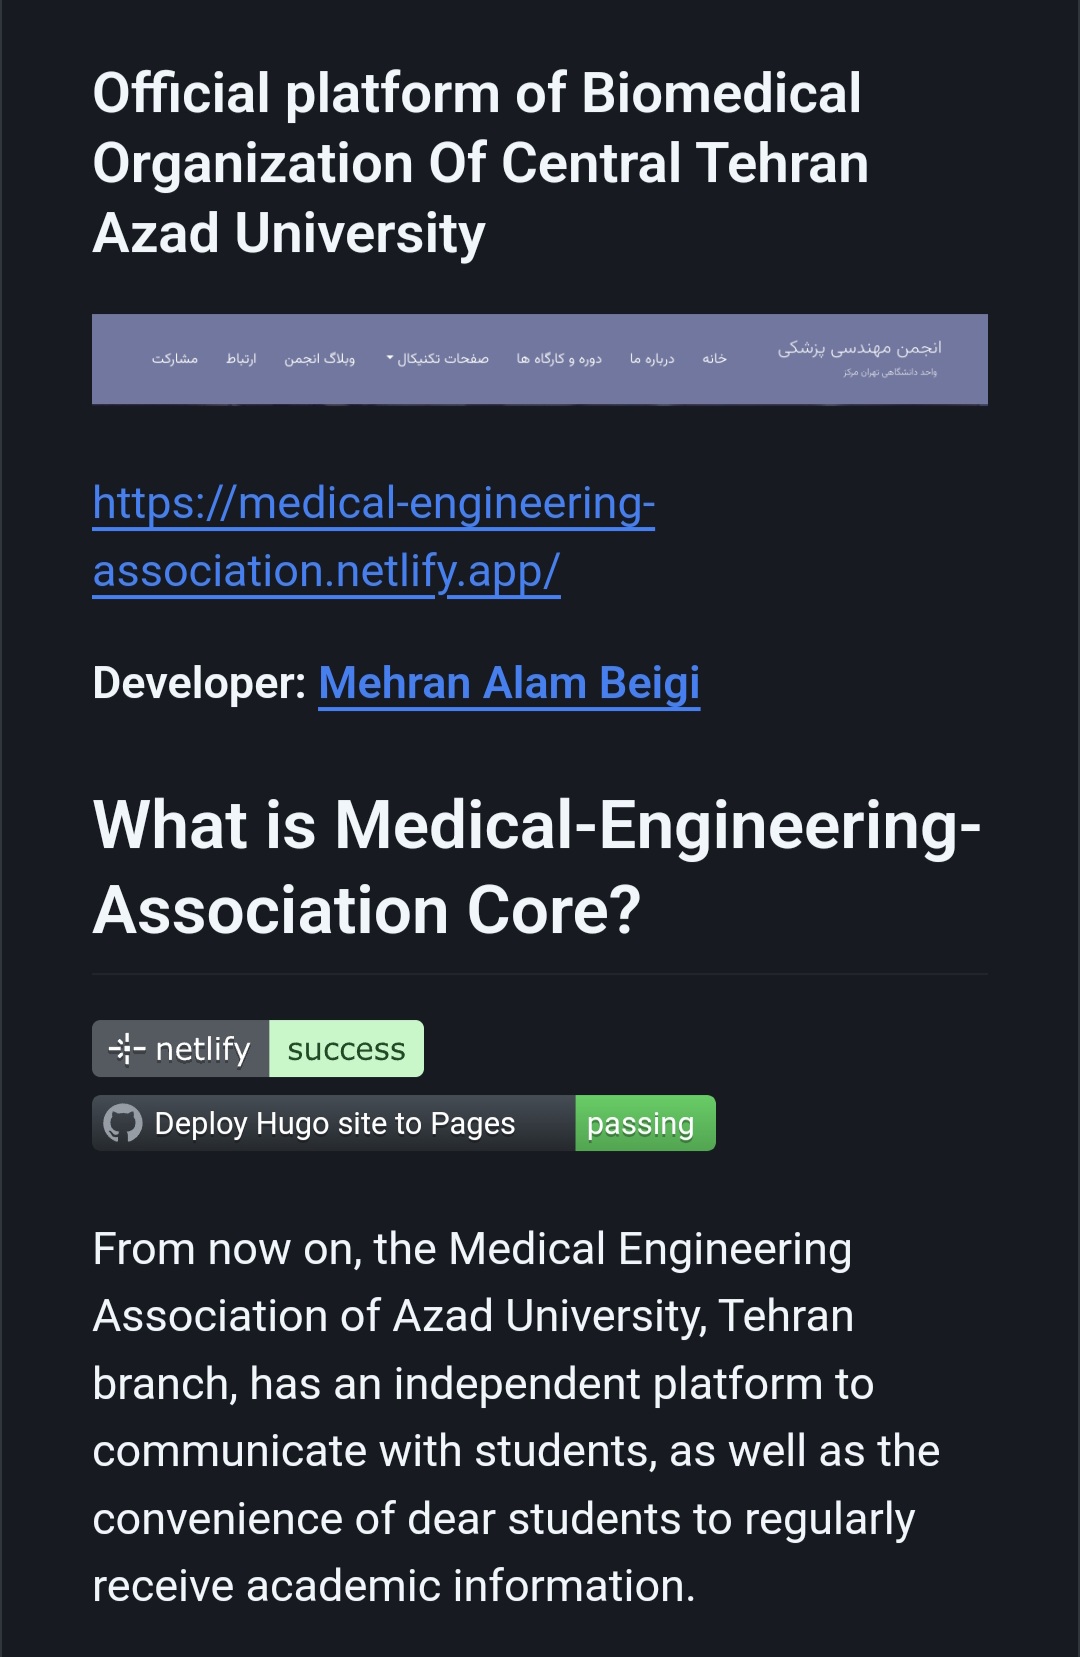 Official platform of Biomedical
Organization Of Central Tehran
Azad University
انجمن مهندسی پزشکی
واحد دانشگاهی تهران مرکز
خانه درباره ما دوره و کارگاه ها صفحات تکنیکال وبلاگ انجمن ارتباط مشارکت
https://medical-engineering-
association.netlify.app/
Developer: Mehran Alam Beigi
What is Medical-Engineering-
Association Core?
netlify success
Deploy Hugo site to Pages passing
From now on, the Medical Engineering
Association of Azad University, Tehran
branch, has an independent platform to
communicate with students, as well as the
convenience of dear students to regularly
receive academic information.